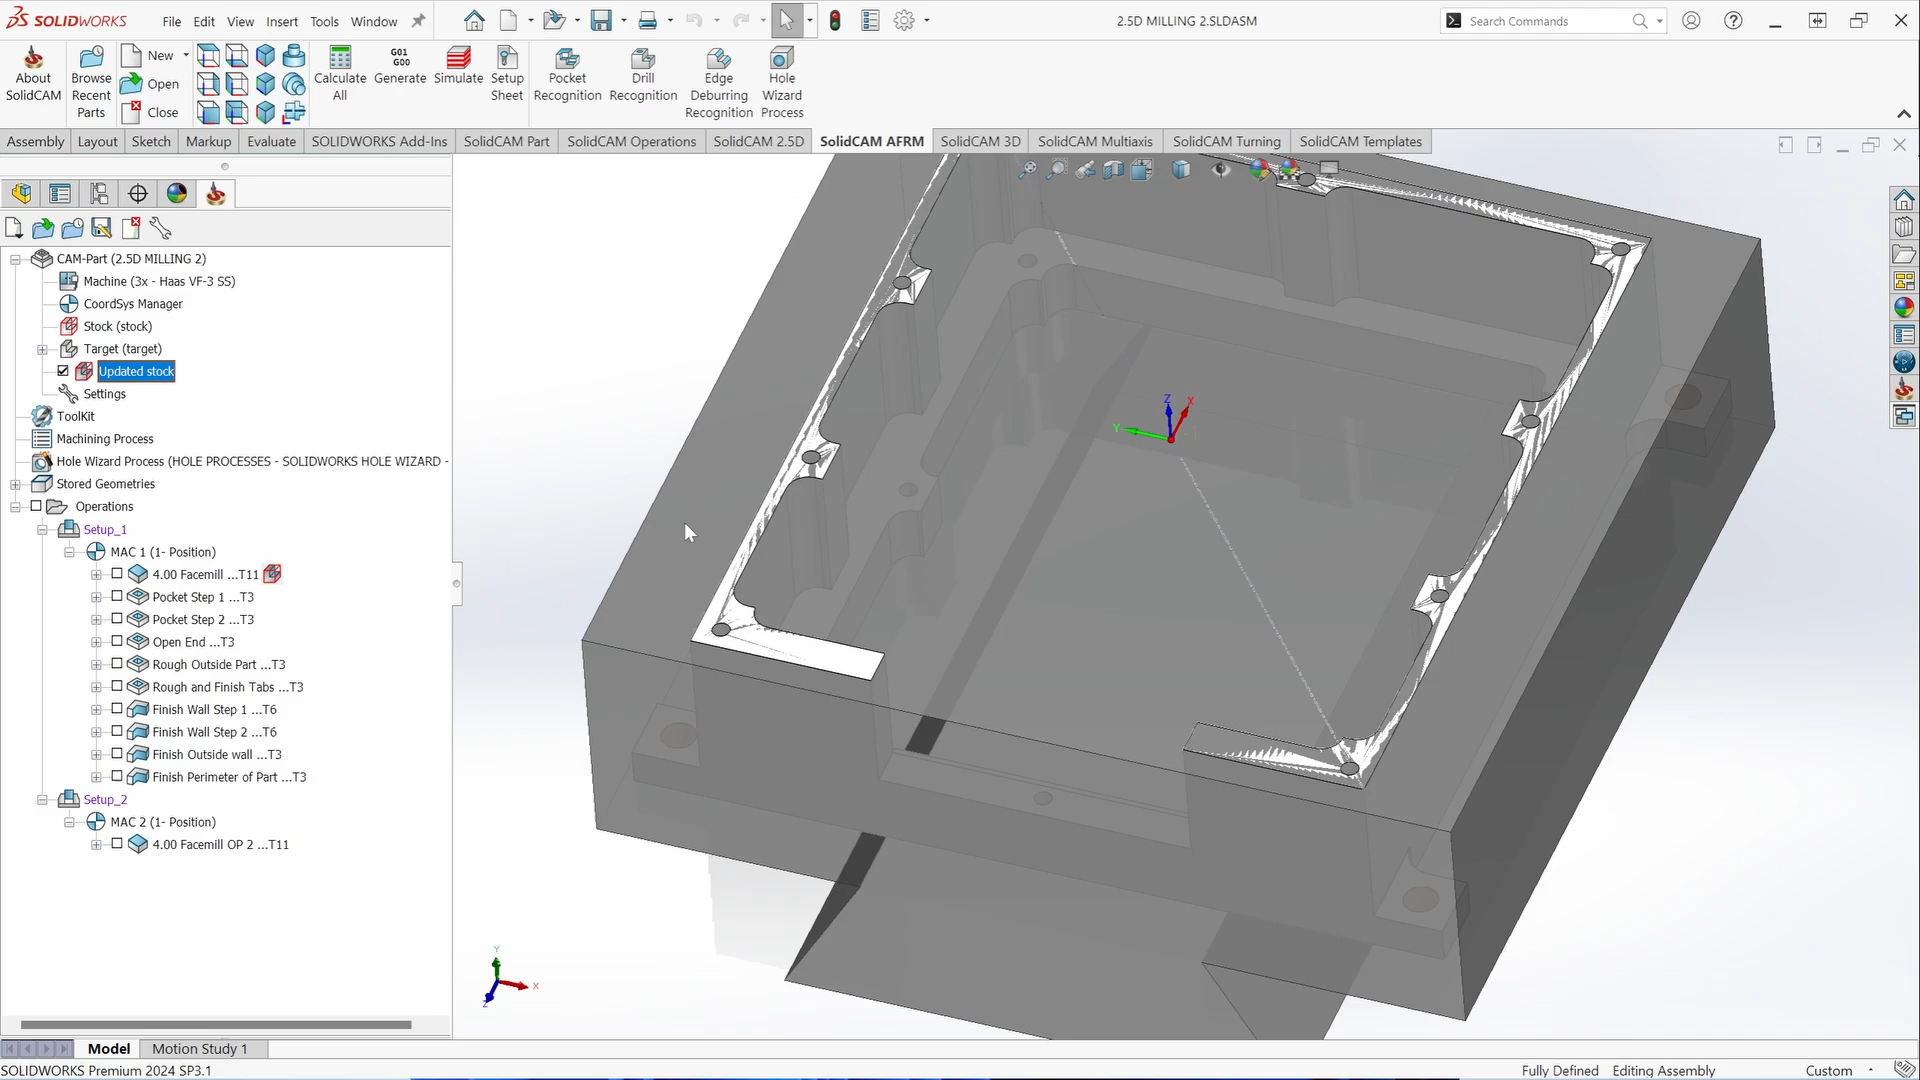 SOLIDWORKS File Edit View Insert Tools Window 2.5D MILLING 2.SLDASM Search Commands
About SolidCAM
Browse Recent Parts
New
Open
Close
Calculate All
G01 G00
Generate
Simulate
Setup Sheet
Pocket Recognition
Drill Recognition
Edge Deburring Recognition
Hole Wizard Process
Assembly Layout Sketch Markup Evaluate SOLIDWORKS Add-Ins SolidCAM Part SolidCAM Operations SolidCAM 2.5D SolidCAM AFRM SolidCAM 3D SolidCAM Multiaxis SolidCAM Turning SolidCAM Templates
CAM-Part (2.5D MILLING 2)
Machine (3x - Haas VF-3 SS)
CoordSys Manager
Stock (stock)
Target (target)
Updated stock
Settings
ToolKit
Machining Process
Hole Wizard Process (HOLE PROCESSES - SOLIDWORKS HOLE WIZARD -
Stored Geometries
Operations
Setup_1
MAC 1 (1- Position)
4.00 Facemill ...T11
Pocket Step 1 ...T3
Pocket Step 2 ...T3
Open End ...T3
Rough Outside Part ...T3
Rough and Finish Tabs ...T3
Finish Wall Step 1 ...T6
Finish Wall Step 2 ...T6
Finish Outside wall ...T3
Finish Perimeter of Part ...T3
Setup_2
MAC 2 (1- Position)
4.00 Facemill OP 2 ...T11
Z X
Y
Y
X
Z
Model Motion Study 1
SOLIDWORKS Premium 2024 SP3.1 Fully Defined Editing Assembly Custom